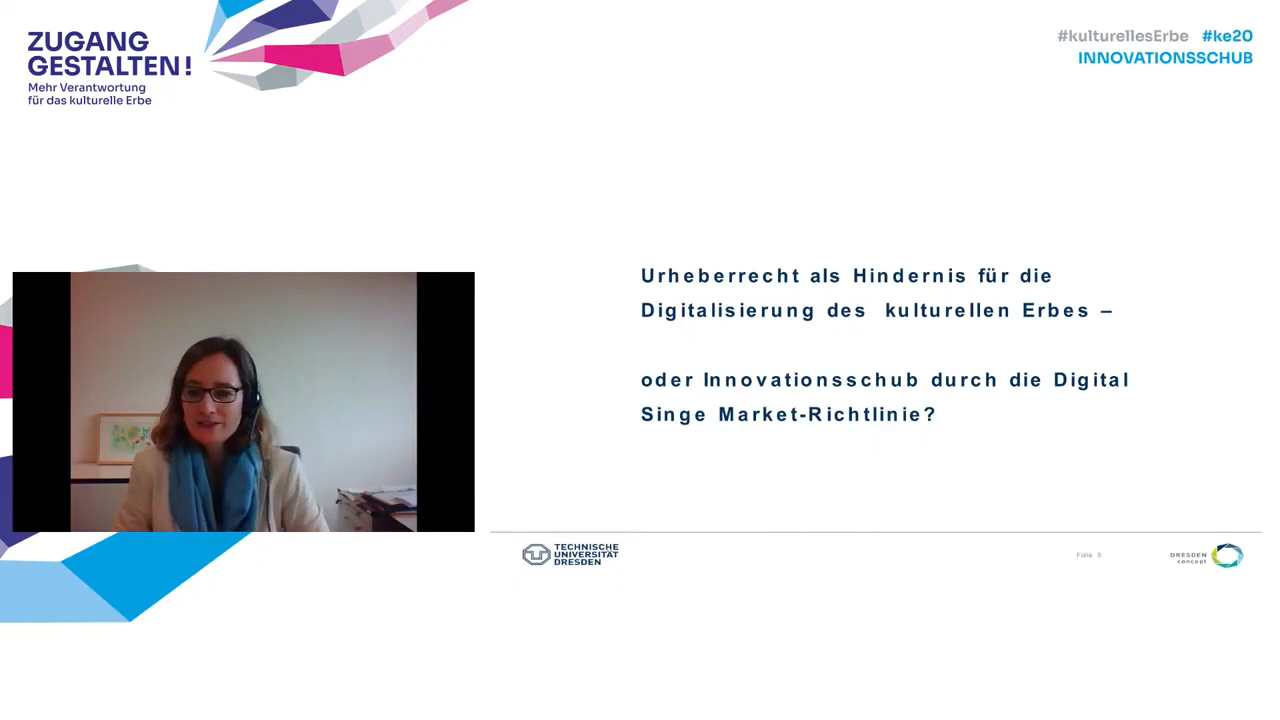 ZUGANG
GESTALTEN!
Mehr Verantwortung
für das kulturelle Erbe
#kulturellesErbe #ke20
INNOVATIONSSCHUB
Urheberrecht als Hindernis für die
Digitalisierung des kulturellen Erbes –
oder Innovationsschub durch die Digital
Singe Market-Richtlinie?
TECHNISCHE
UNIVERSITÄT
DRESDEN
Folie 5
DRESDEN
concept